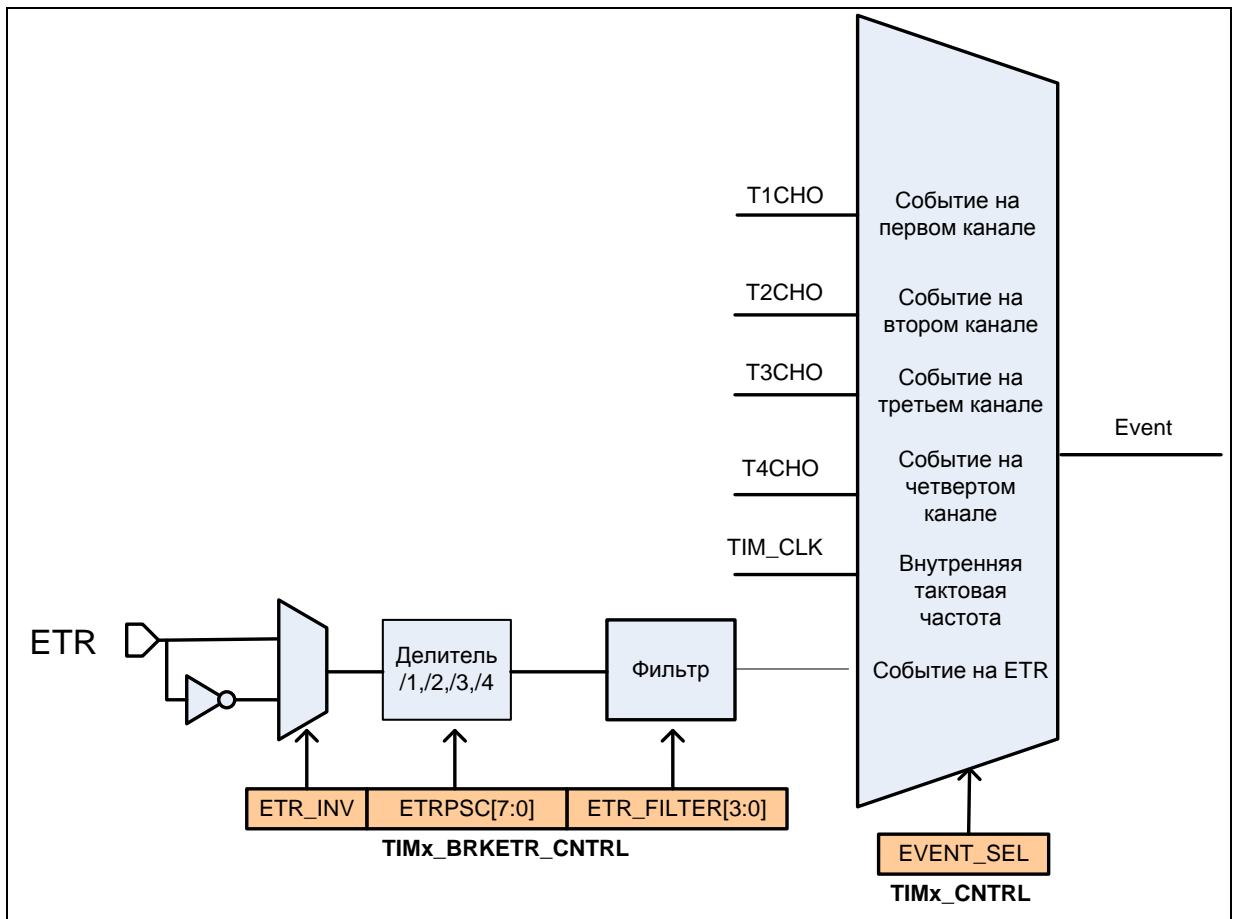 T1CHO
Событие на
первом канале
T2CHO
Событие на
втором канале
T3CHO
Событие на
третьем канале
Event
T4CHO
Событие на
четвертом
канале
TIM_CLK
Внутренняя
тактовая
частота
ETR
Делитель
/1,/2,/3,/4
Фильтр
Событие на ETR
ETR_INV
ETRPSC[7:0]
ETR_FILTER[3:0]
TIMx_BRKETR_CNTRL
EVENT_SEL
TIMx_CNTRL